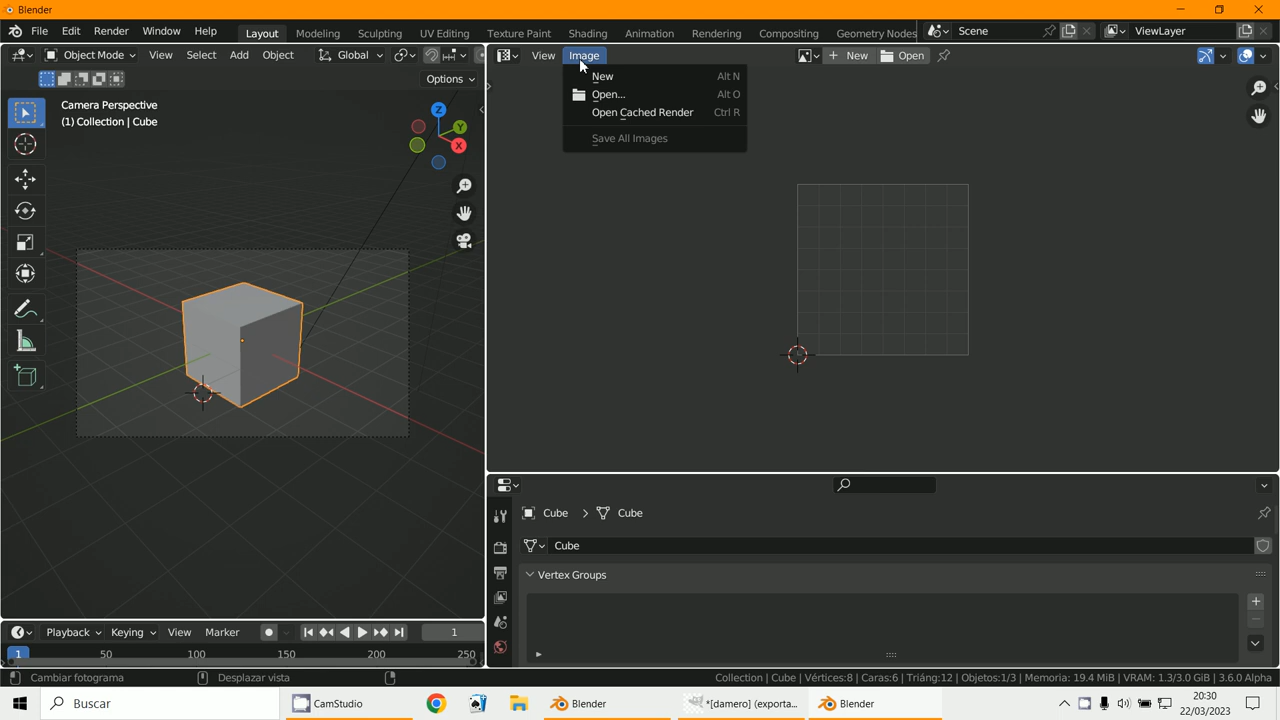 Blender
File Render Window Help Layout Modeling Sculpting UV Editing Texture Paint Shading Animation Rendering Compositing Geometry Nodes Scene ViewLayer
Object Mode View Select Add Object Global View Image New Open
Options
Camera Perspective
(1) Collection | Cube
Z
Y
X
New Alt N
Open... Alt O
Open Cached Render Ctrl R
Save All Images
Cube Cube
Cube
Vertex Groups
Playback Keying View Marker 1
1 50 100 150 200 250
Cambiar fotograma Desplazar vista Collection | Cube | Vértices:8 | Caras:6 | Triáng:12 | Objetos:1/3 | Memoria: 19.4 MiB | VRAM: 1.3/3.0 GiB | 3.6.0 Alpha
Buscar CamStudio Blender *[damero] (exporta... Blender
20:30
22/03/2023